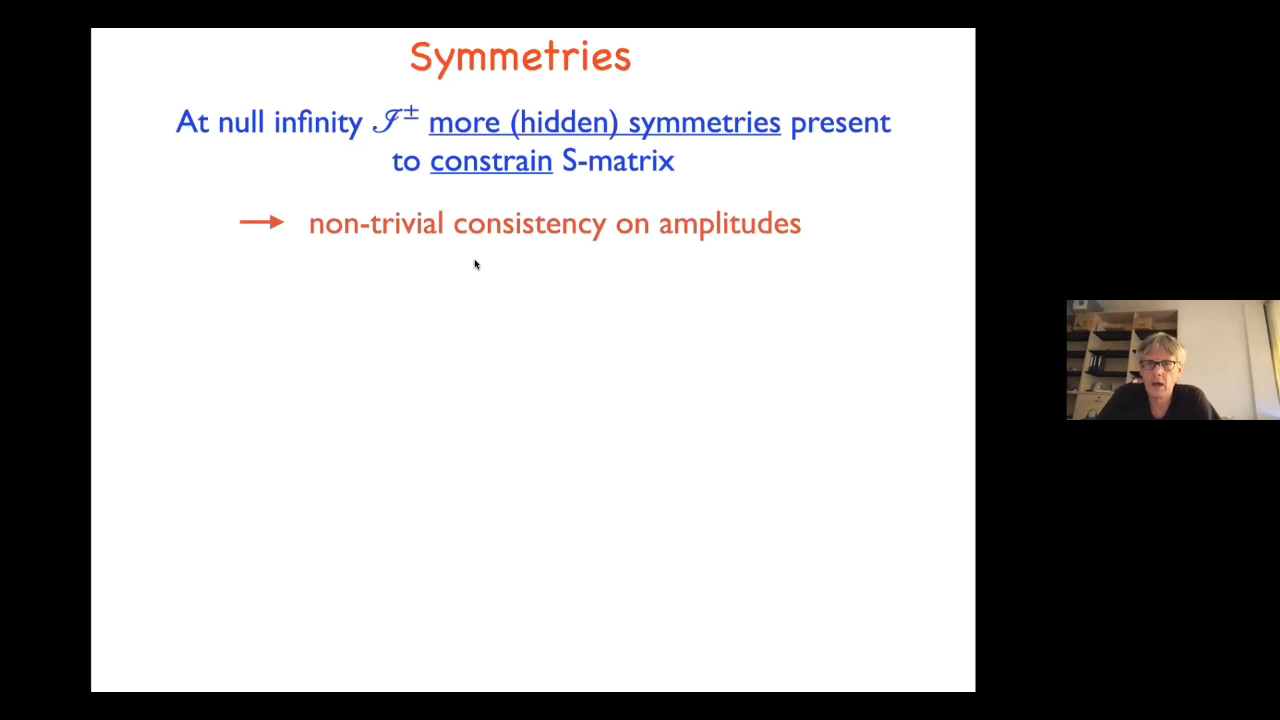 Symmetries
At null infinity ℐ± more (hidden) symmetries present
to constrain S-matrix
→ non-trivial consistency on amplitudes